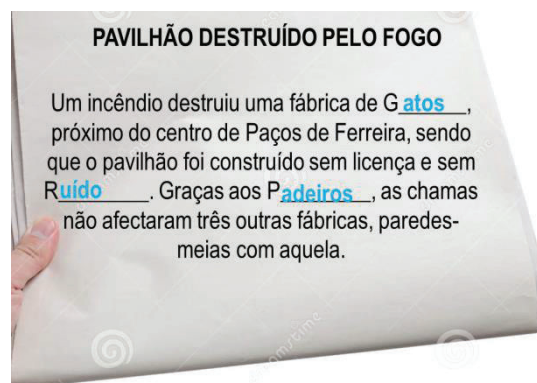 PAVILHÃO DESTRUÍDO PELO FOGO
Um incêndio destruiu uma fábrica de Gatos,
próximo do centro de Paços de Ferreira, sendo
que o pavilhão foi construído sem licença e sem
Ruído. Graças aos Padeiros, as chamas
não afectaram três outras fábricas, paredes-
meias com aquela.